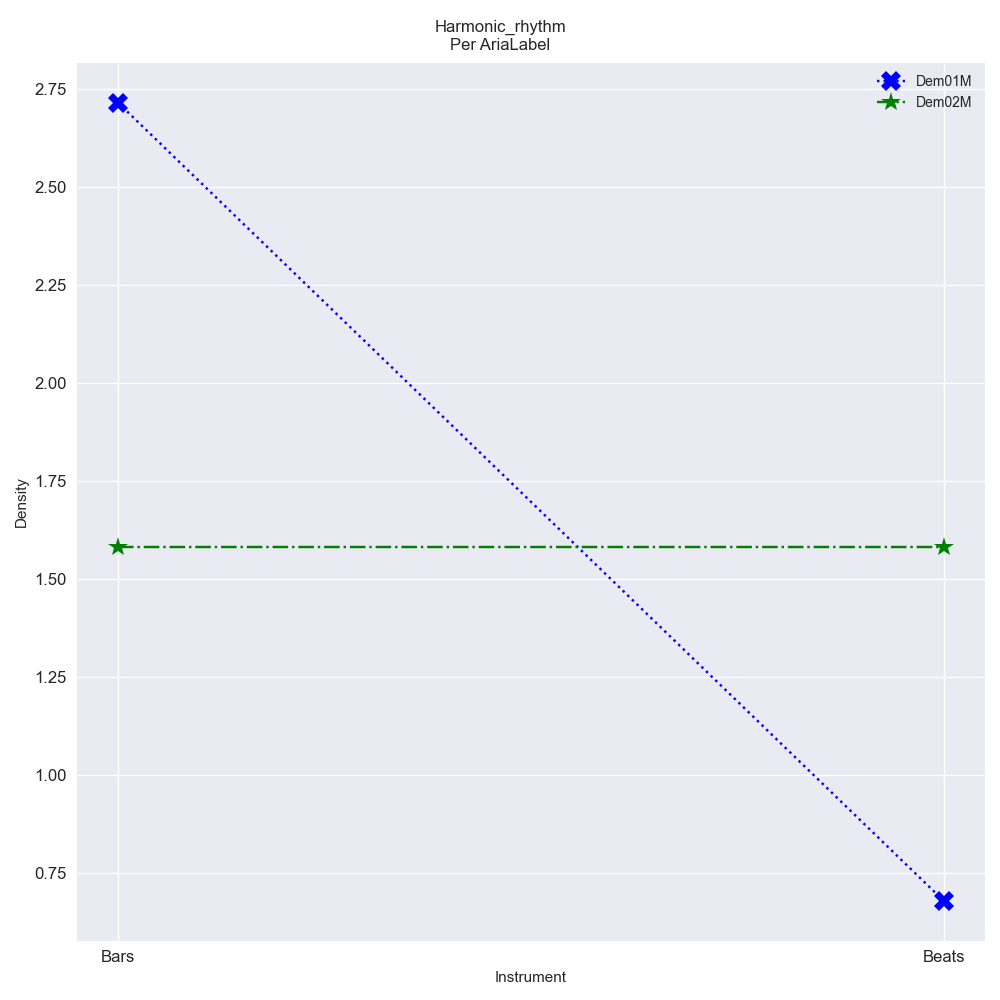 Harmonic_rhythm
Per AriaLabel
Dem01M
Dem02M
2.75
2.50
2.25
2.00
1.75
1.50
1.25
1.00
0.75
Density
Bars
Beats
Instrument